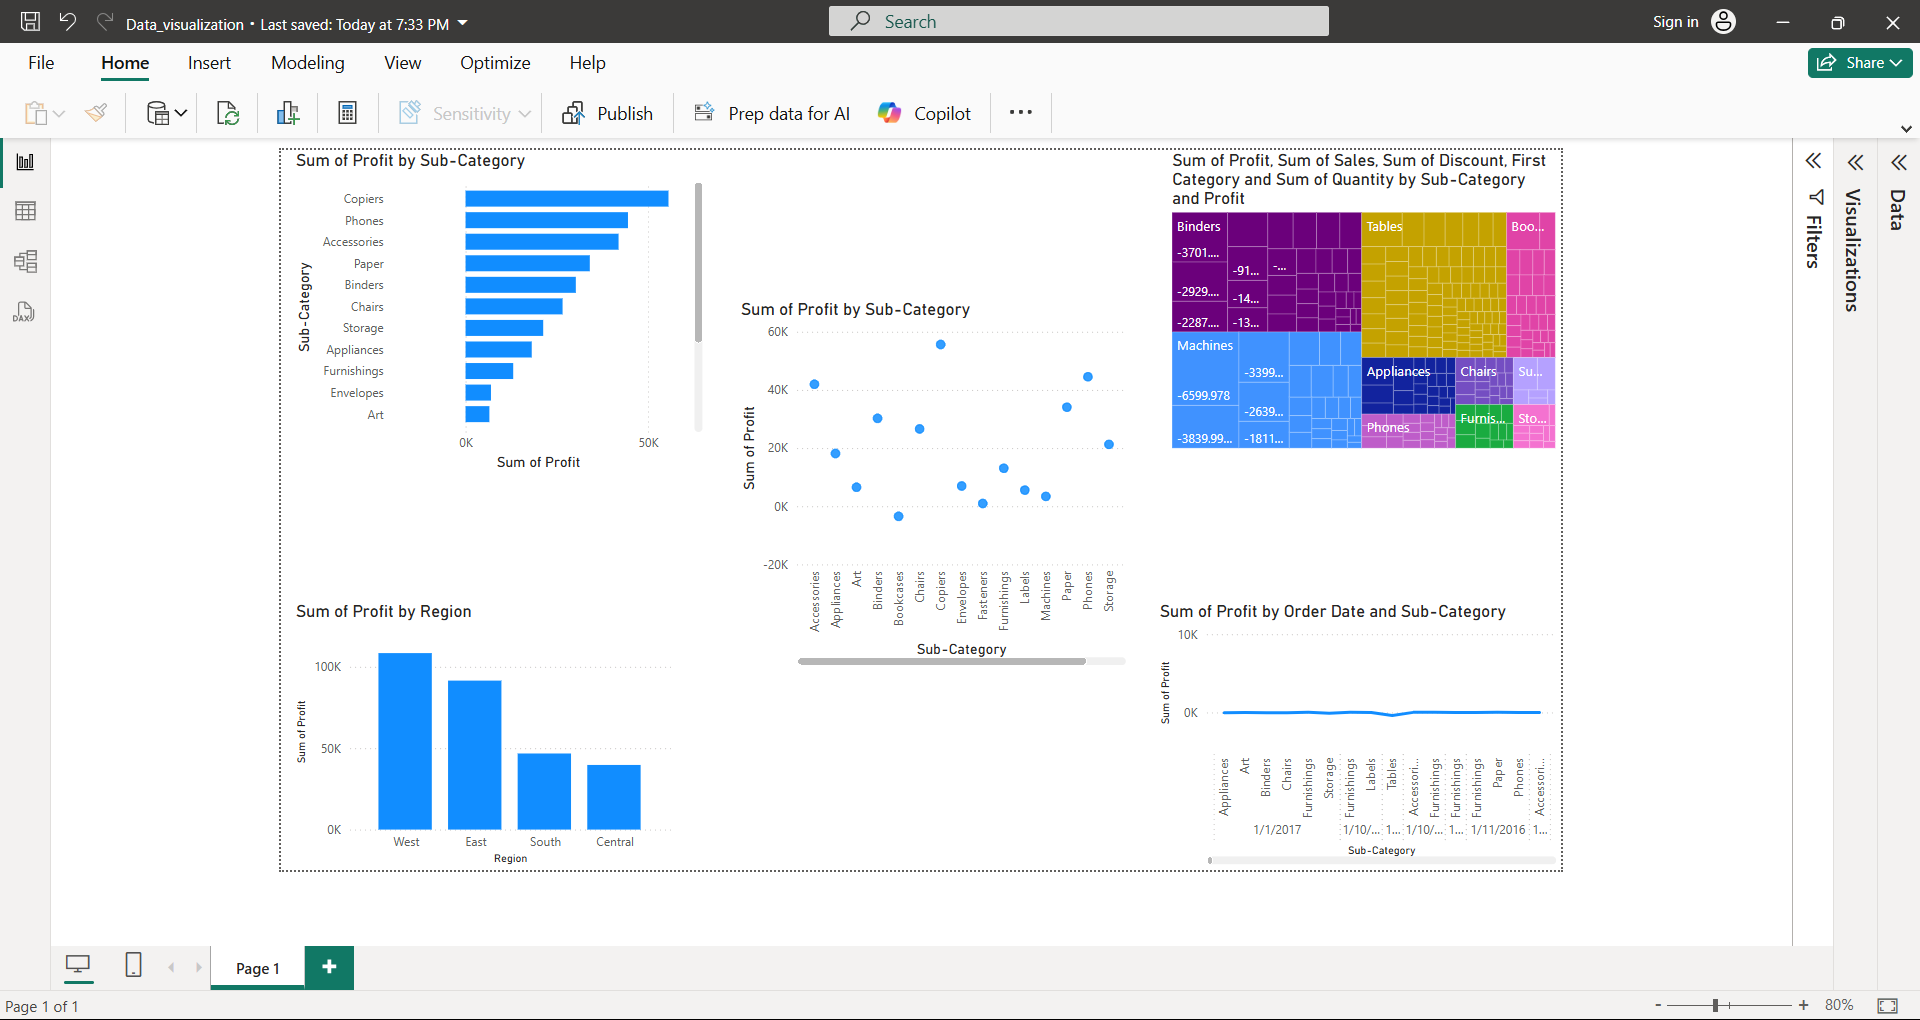 Data_visualization • Last saved: Today at 7:33 PM
Search
Sign in
File Home Insert Modeling View Optimize Help
Share
Sensitivity Publish Prep data for AI Copilot
DAX
Sum of Profit by Sub-Category
Sub-Category
Copiers
Phones
Accessories
Paper
Binders
Chairs
Storage
Appliances
Furnishings
Envelopes
Art
0K 50K
Sum of Profit
Sum of Profit by Sub-Category
Sum of Profit
60K
40K
20K
0K
-20K
Accessories
Appliances
Art
Binders
Bookcases
Chairs
Copiers
Envelopes
Fasteners
Furnishings
Labels
Machines
Paper
Phones
Storage
Sub-Category
Sum of Profit, Sum of Sales, Sum of Discount, First
Category and Sum of Quantity by Sub-Category
and Profit
Binders
-3701....
-2929....
-2287....
-91...
-14...
-13...
-...
Machines
-6599.978
-3839.99...
-3399...
-2639...
-1811...
Tables
Boo...
Appliances
Phones
Chairs
Su...
Furnis...
Sto...
Sum of Profit by Region
Sum of Profit
100K
50K
0K
West East South Central
Region
Sum of Profit by Order Date and Sub-Category
Sum of Profit
10K
0K
Appliances
Art
Binders
Chairs
Furnishings
Storage
Furnishings
Labels
Tables
Accessori...
Furnishings
Furnishings
Furnishings
Paper
Phones
Accessori...
1/1/2017 1/10/... 1... 1/10/... 1... 1/11/2016 1...
Sub-Category
Filters
Visualizations
Data
Page 1
Page 1 of 1
- + 80%